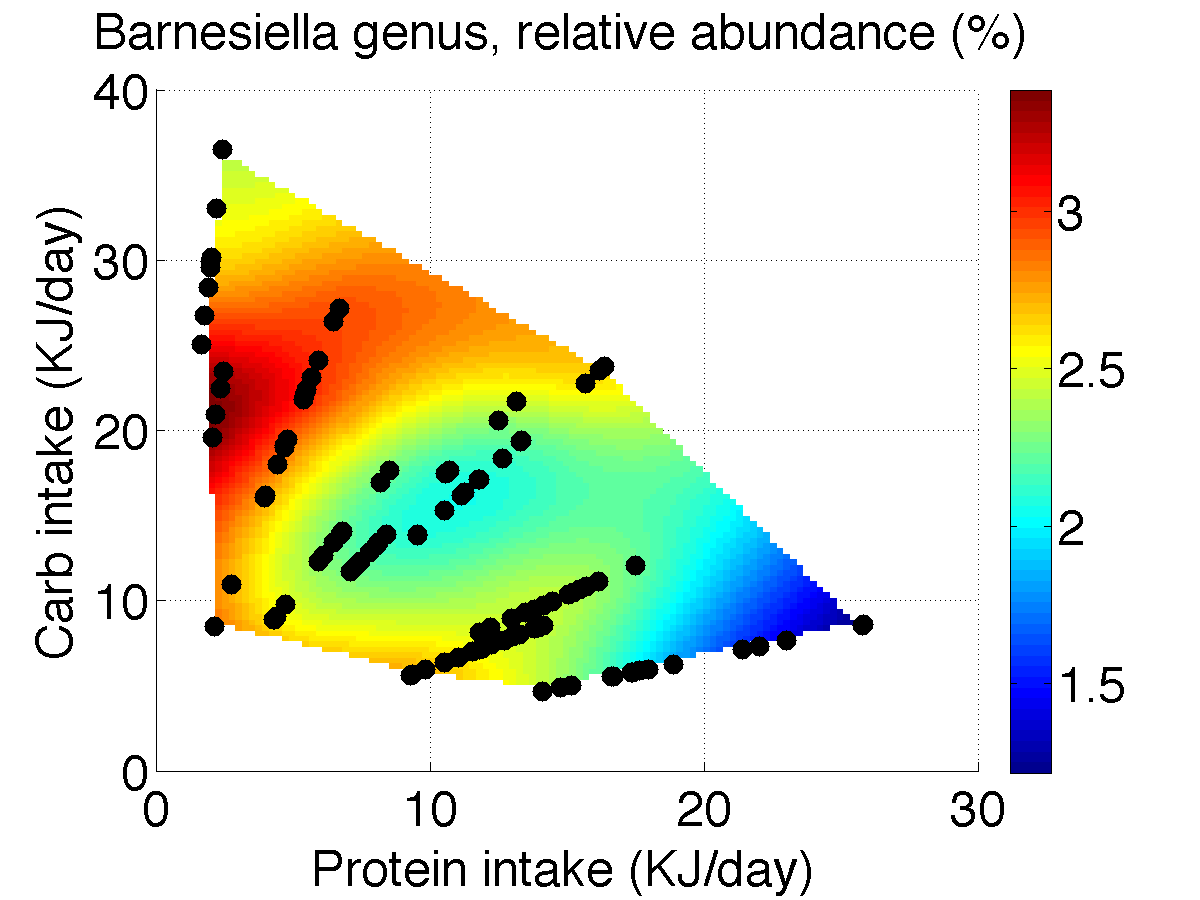 Barnesiella genus, relative abundance (%)
40
30
20
10
0
0 10 20 30
Carb intake (KJ/day)
Protein intake (KJ/day)
3
2.5
2
1.5